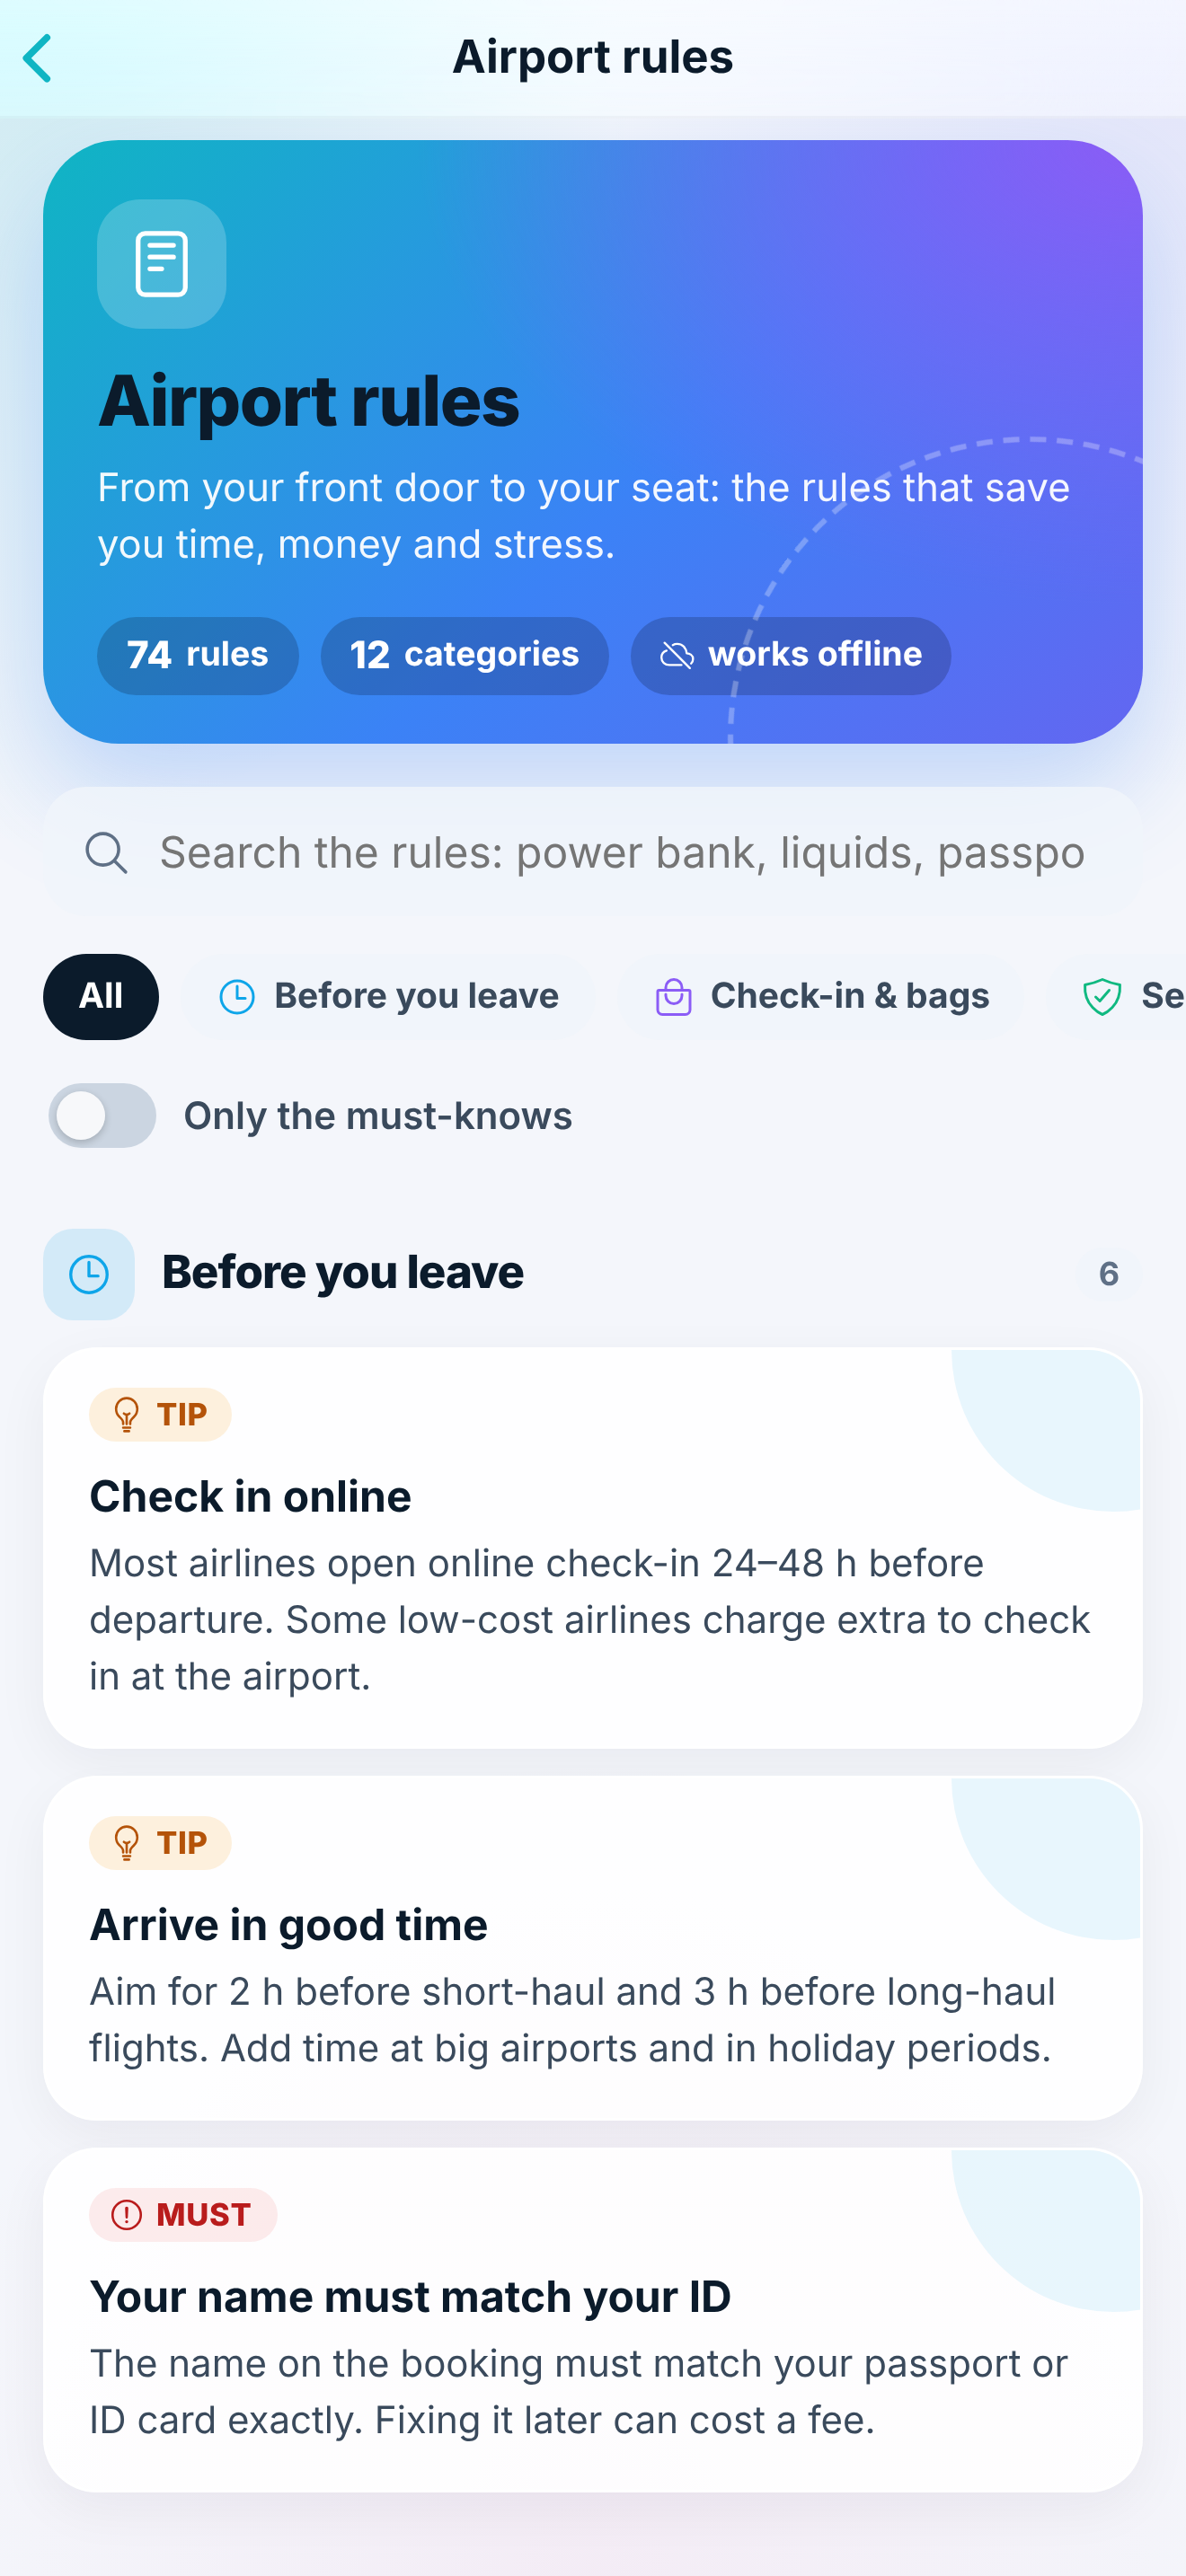 Airport rules
Airport rules
From your front door to your seat: the rules that save
you time, money and stress.
74 rules
12 categories
works offline
Search the rules: power bank, liquids, passpo
All
Before you leave
Check-in & bags
Se
Only the must-knows
Before you leave
6
TIP
Check in online
Most airlines open online check-in 24–48 h before
departure. Some low-cost airlines charge extra to check
in at the airport.
TIP
Arrive in good time
Aim for 2 h before short-haul and 3 h before long-haul
flights. Add time at big airports and in holiday periods.
MUST
Your name must match your ID
The name on the booking must match your passport or
ID card exactly. Fixing it later can cost a fee.